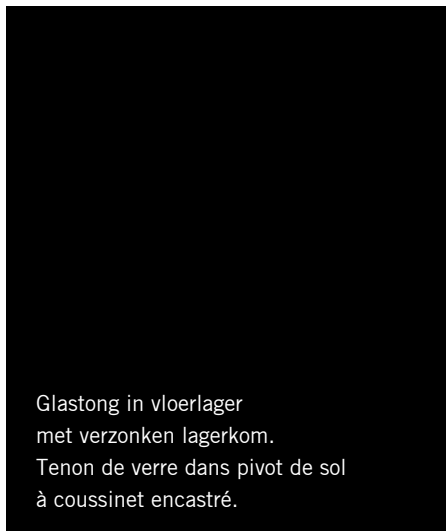 Glastong in vloerlager
met verzonken lagerkom.
Tenon de verre dans pivot de sol
à coussinet encastré.